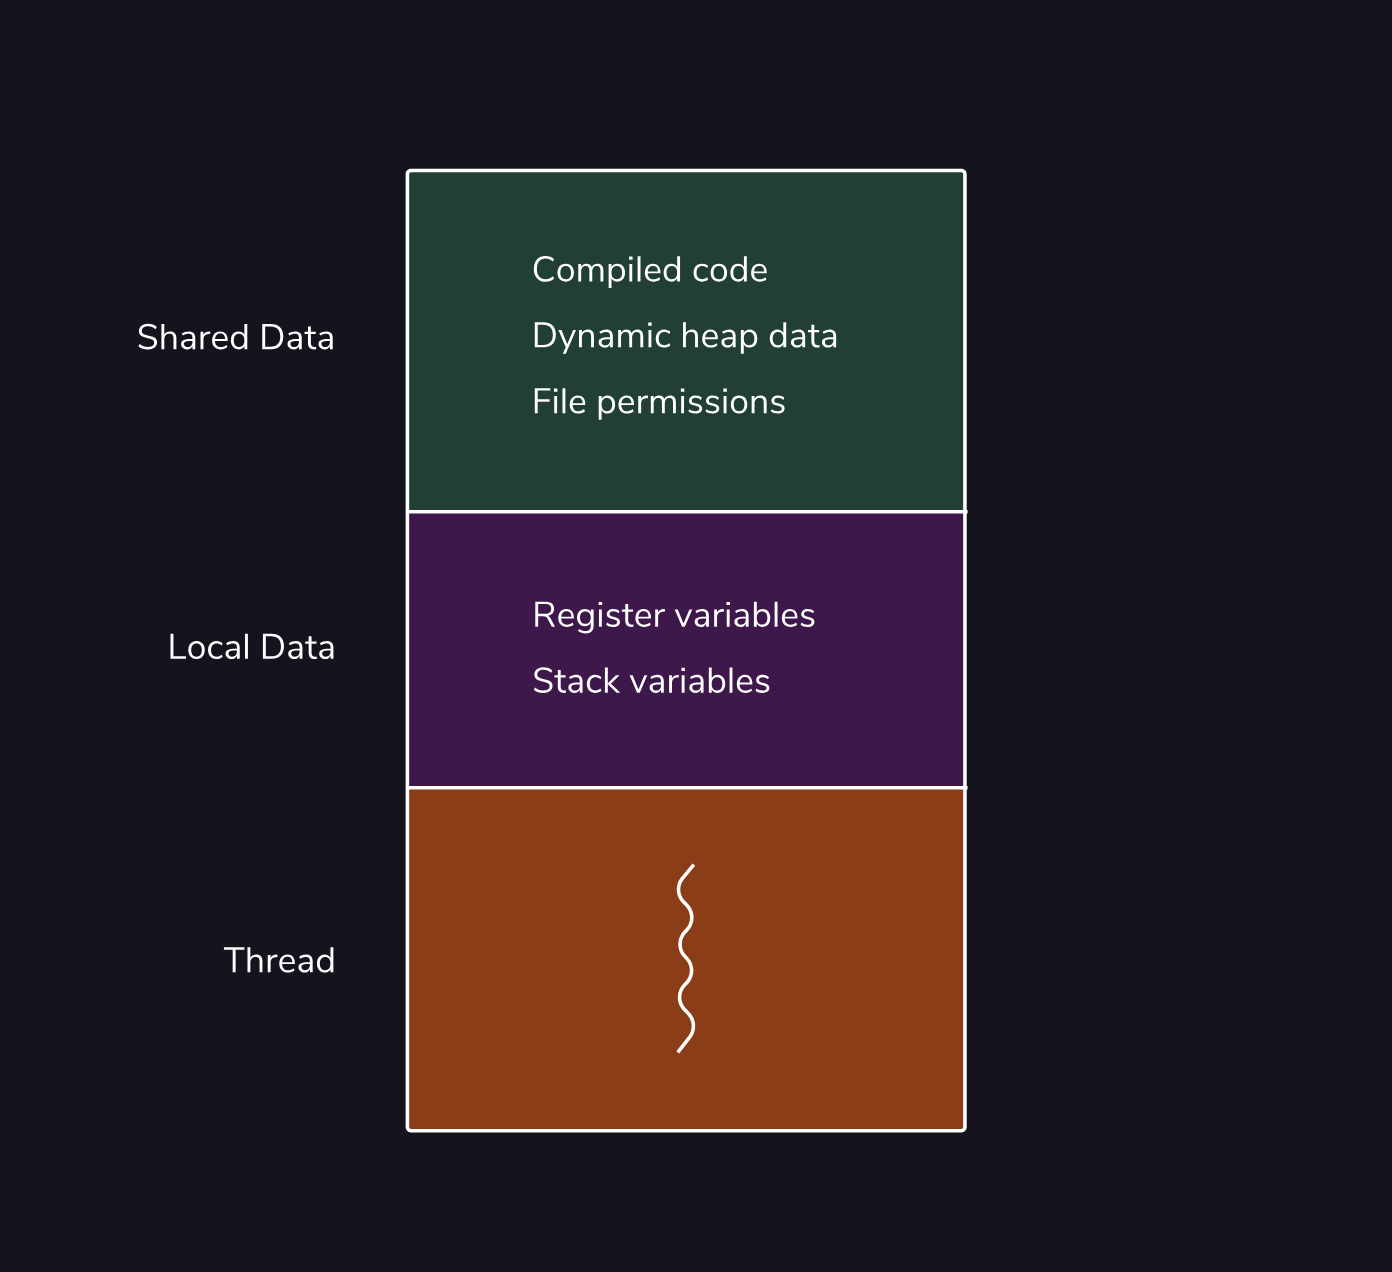 Shared Data
Compiled code
Dynamic heap data
File permissions
Local Data
Register variables
Stack variables
Thread